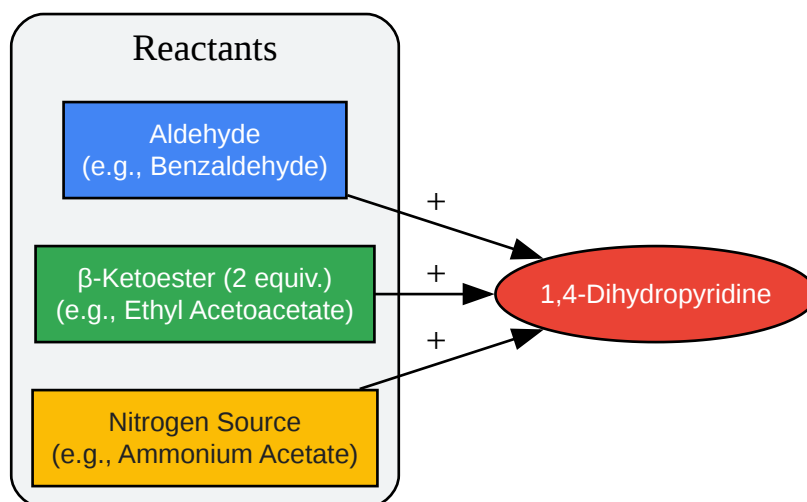 Reactants
Aldehyde
(e.g., Benzaldehyde)
+
β-Ketoester (2 equiv.)
(e.g., Ethyl Acetoacetate)
+
1,4-Dihydropyridine
+
Nitrogen Source
(e.g., Ammonium Acetate)